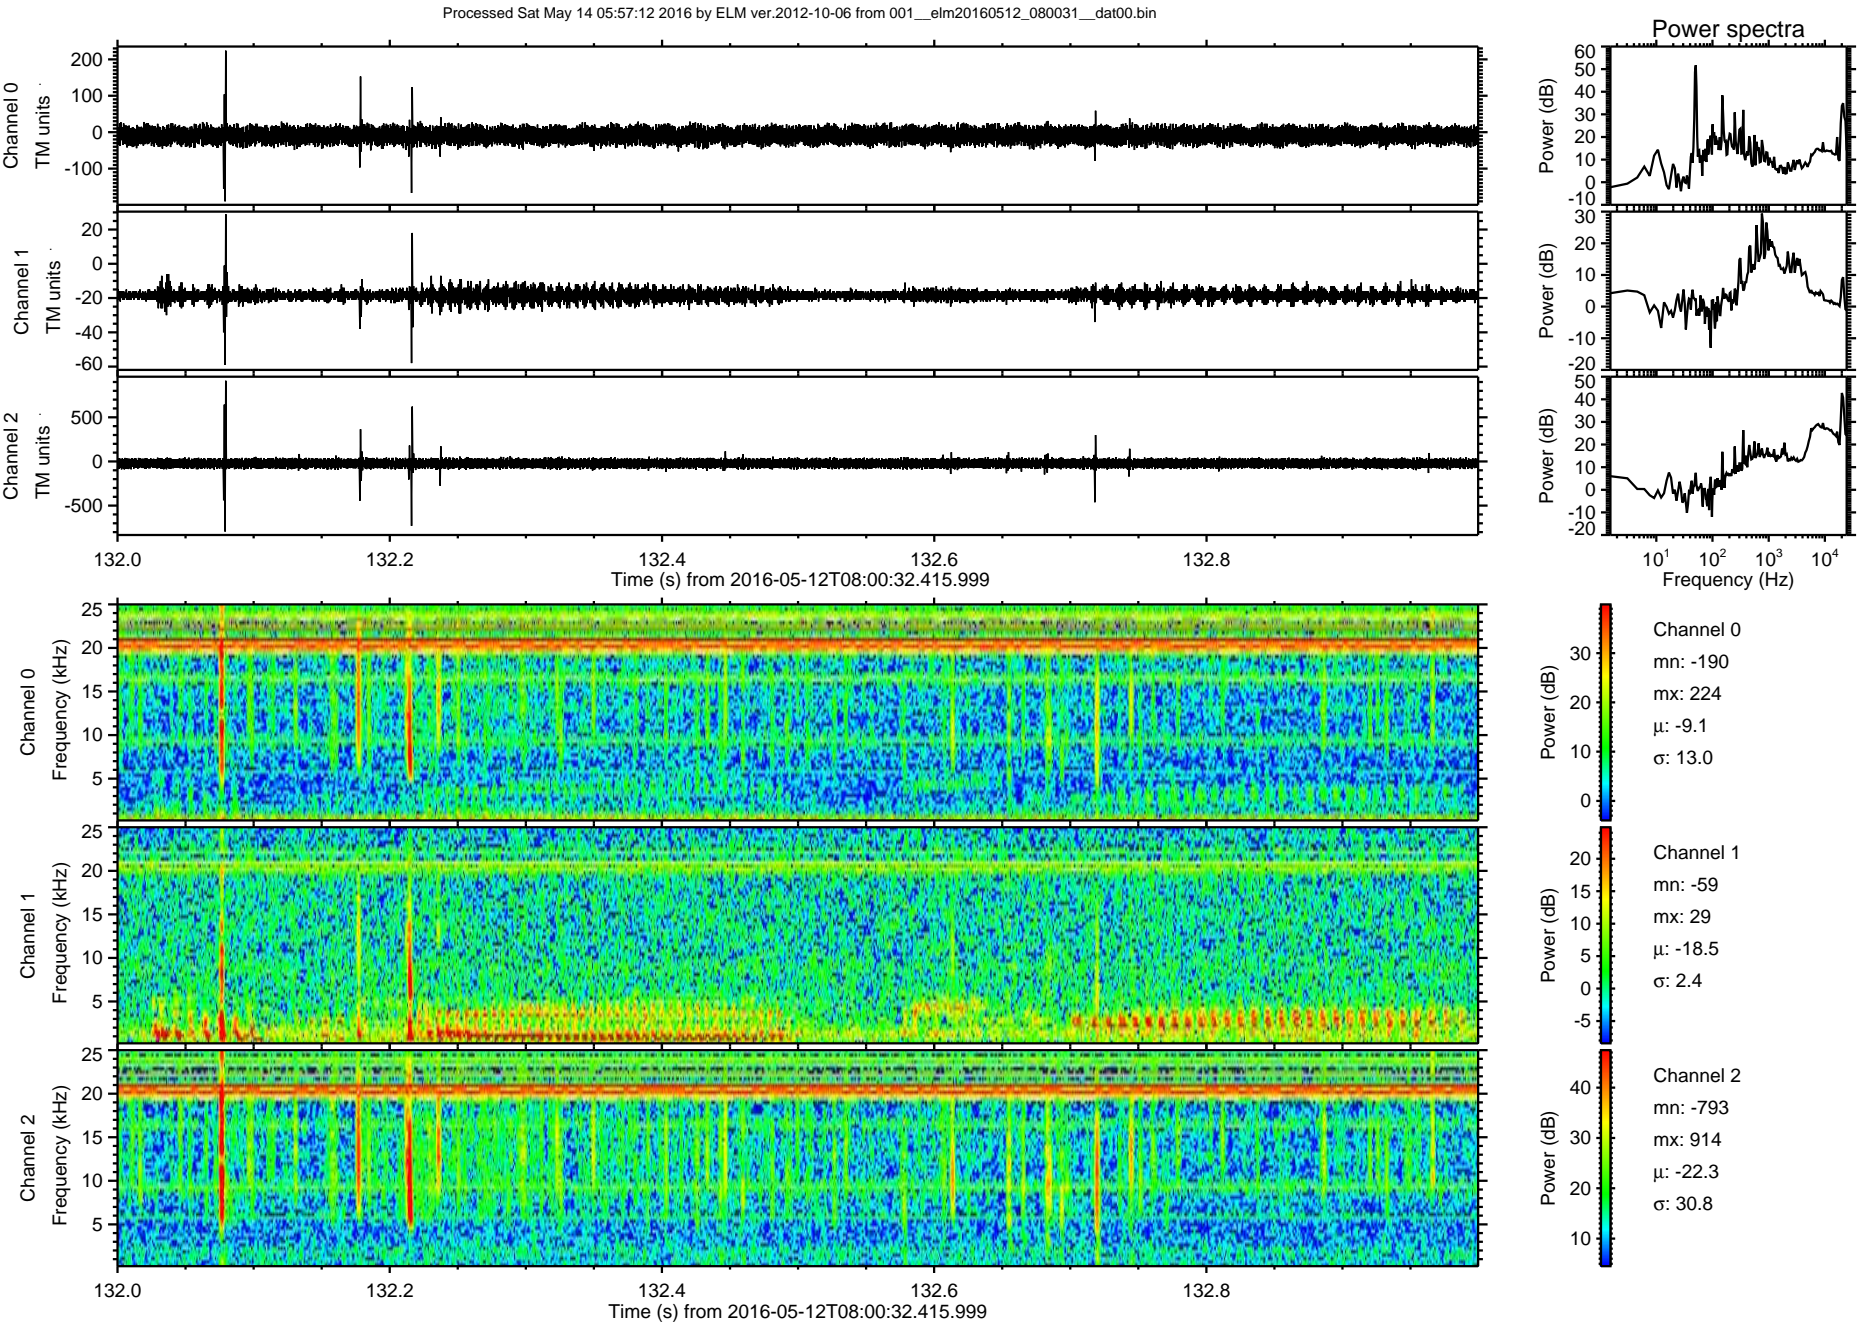 Processed Sat May 14 05:57:12 2016 by ELM ver.2012-10-06 from 001__elm20160512_080031__dat00.bin
Power spectra
Channel 0
TM units
200
100
0
-100
Power (dB)
60
50
40
30
20
10
0
-10
Channel 1
TM units
20
0
-20
-40
-60
Power (dB)
30
20
10
0
-10
-20
Channel 2
TM units
500
0
-500
Power (dB)
50
40
30
20
10
0
-10
-20
132.0 132.2 132.4 132.6 132.8
Time (s) from 2016-05-12T08:00:32.415.999
10^1 10^2 10^3 10^4
Frequency (Hz)
Channel 0
Frequency (kHz)
25
20
15
10
5
Power (dB)
30
20
10
0
Channel 0
mn: -190
mx: 224
μ: -9.1
σ: 13.0
Channel 1
Frequency (kHz)
25
20
15
10
5
Power (dB)
20
15
10
5
0
-5
Channel 1
mn: -59
mx: 29
μ: -18.5
σ: 2.4
Channel 2
Frequency (kHz)
25
20
15
10
5
Power (dB)
40
30
20
10
Channel 2
mn: -793
mx: 914
μ: -22.3
σ: 30.8
132.0 132.2 132.4 132.6 132.8
Time (s) from 2016-05-12T08:00:32.415.999